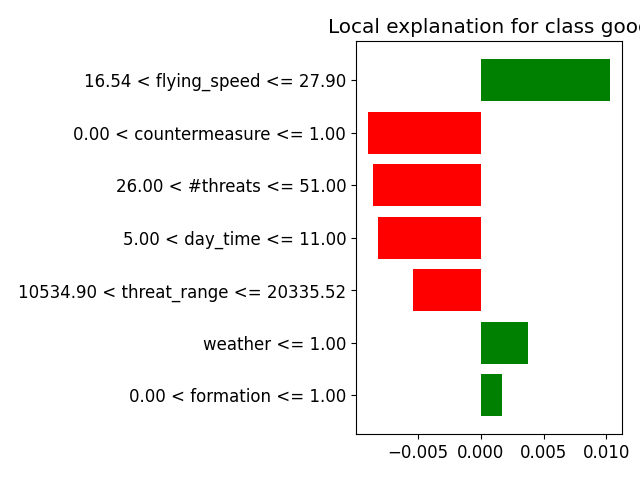 Local explanation for class good
16.54 < flying_speed <= 27.90
0.00 < countermeasure <= 1.00
26.00 < #threats <= 51.00
5.00 < day_time <= 11.00
10534.90 < threat_range <= 20335.52
weather <= 1.00
0.00 < formation <= 1.00
−0.005 0.000 0.005 0.010